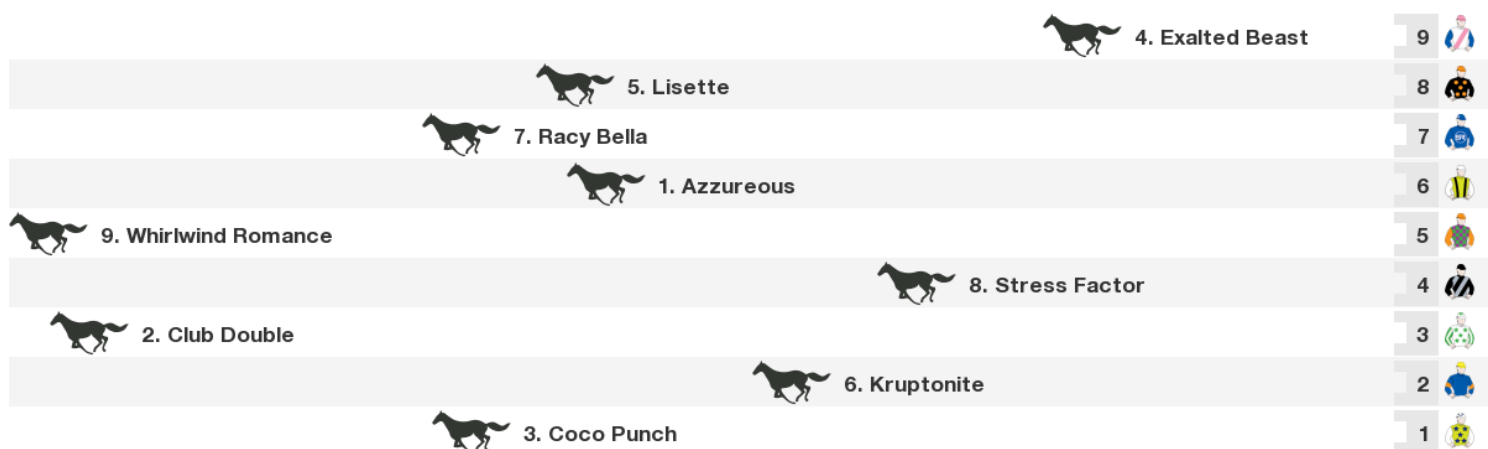 4. Exalted Beast 9
5. Lisette 8
7. Racy Bella 7
1. Azzureous 6
9. Whirlwind Romance 5
8. Stress Factor 4
2. Club Double 3
6. Kruptonite 2
3. Coco Punch 1